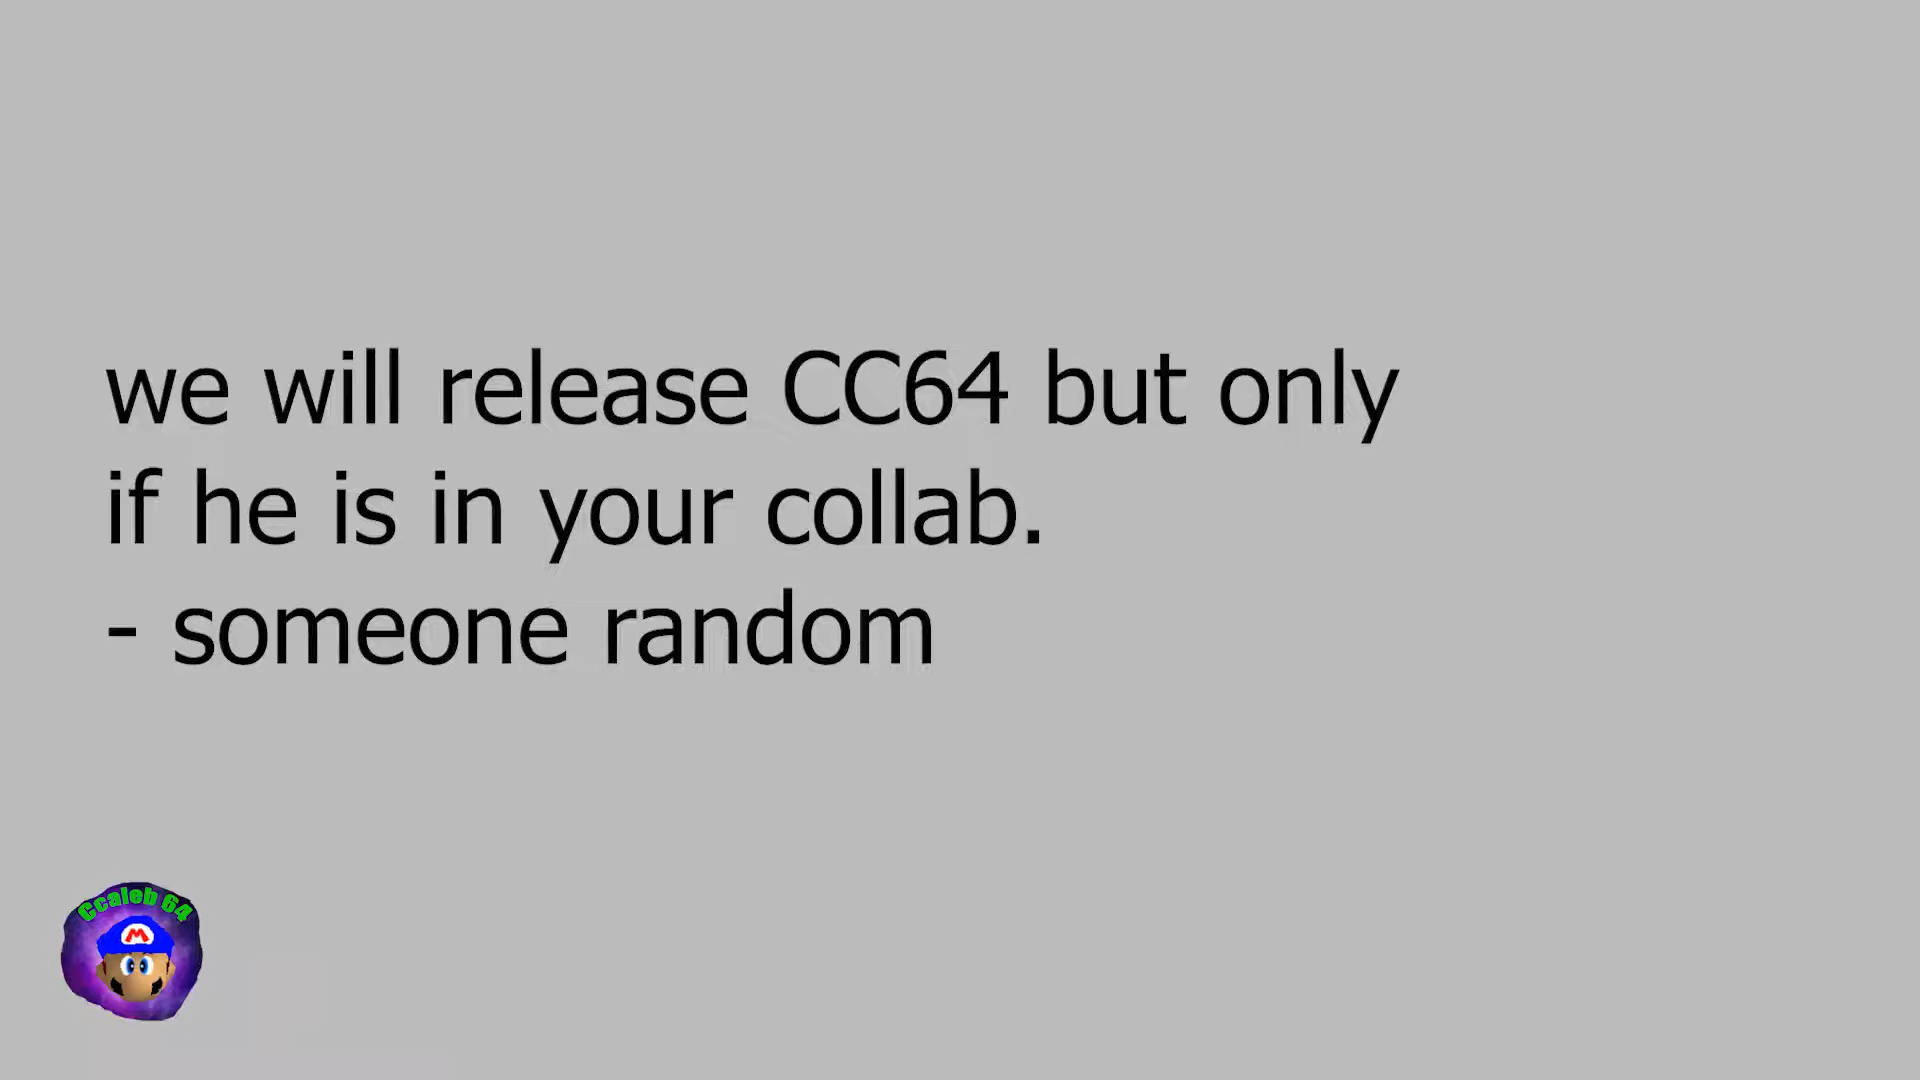 we will release CC64 but only
if he is in your collab.
- someone random
Ccaleb 64
M